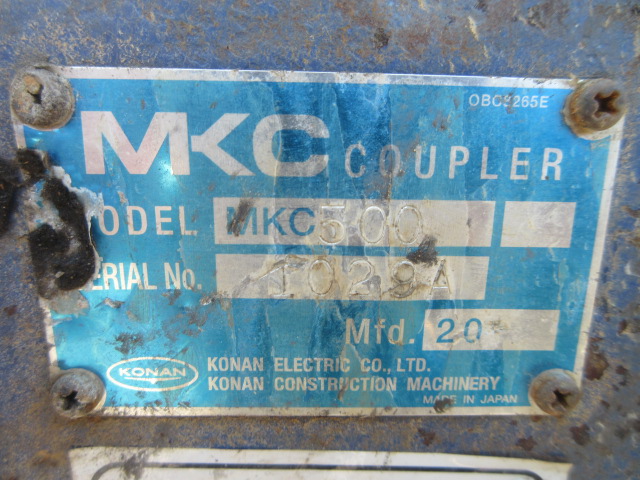 MKC COUPLER
ODEL MKC500
ERIAL No. 1029A
Mfd. 20
KONAN
KONAN ELECTRIC CO., LTD.
KONAN CONSTRUCTION MACHINERY
MADE IN JAPAN